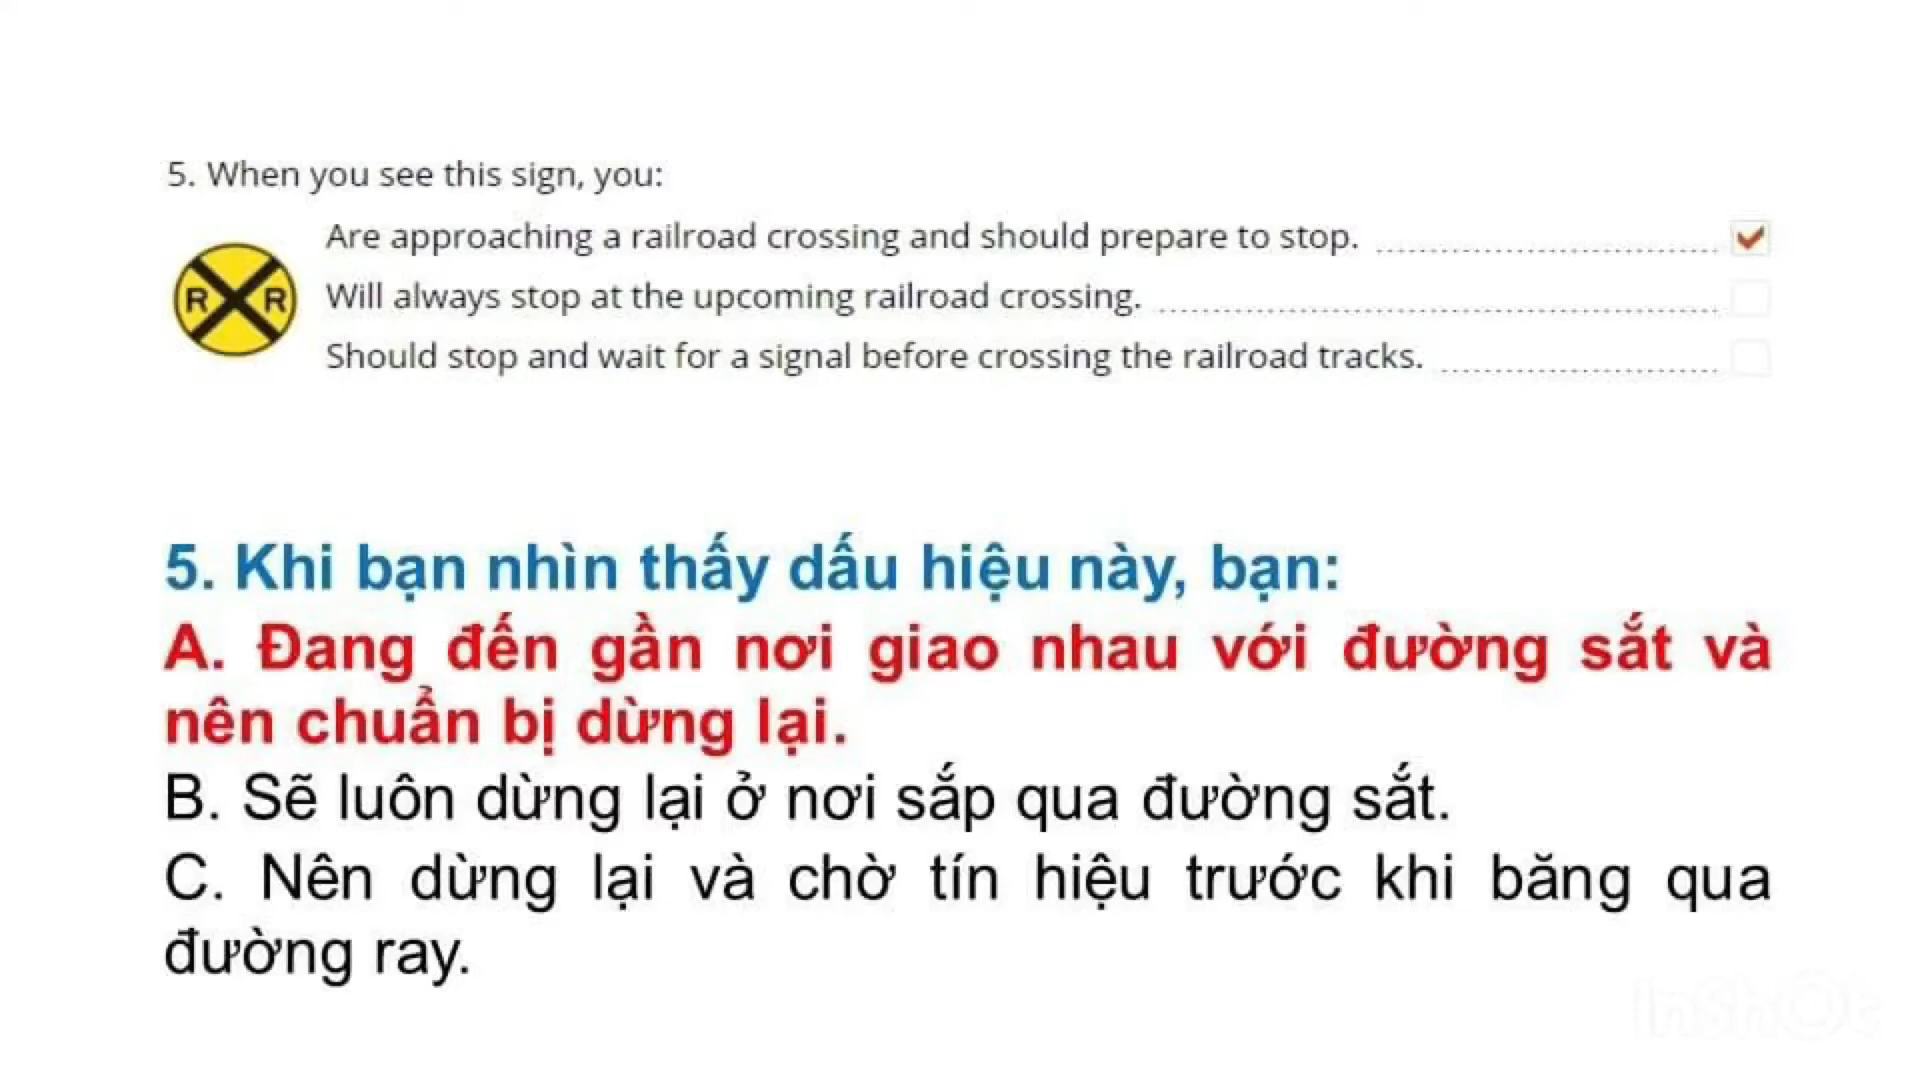 5. When you see this sign, you:
Are approaching a railroad crossing and should prepare to stop.
R R
Will always stop at the upcoming railroad crossing.
Should stop and wait for a signal before crossing the railroad tracks.
5. Khi bạn nhìn thấy dấu hiệu này, bạn:
A. Đang đến gần nơi giao nhau với đường sắt và
nên chuẩn bị dừng lại.
B. Sẽ luôn dừng lại ở nơi sắp qua đường sắt.
C. Nên dừng lại và chờ tín hiệu trước khi băng qua
đường ray.
InShOt